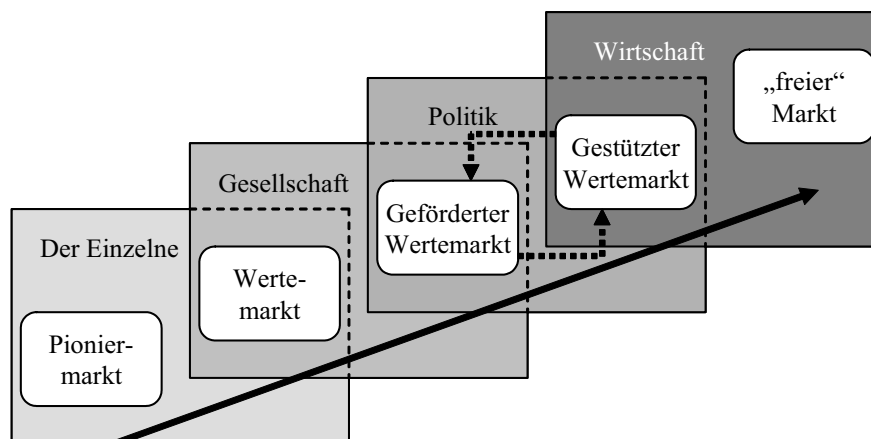 Wirtschaft
„freier“
Markt
Politik
Gestützter
Wertemarkt
Gesellschaft
Geförderter
Wertemarkt
Der Einzelne
Werte-
markt
Pionier-
markt